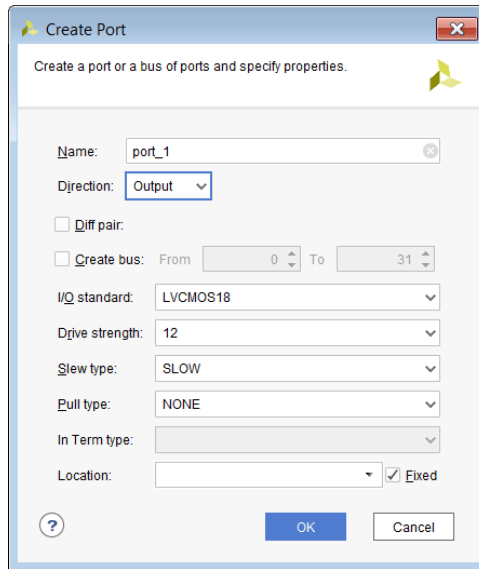 Create Port
Create a port or a bus of ports and specify properties.
Name: port_1
Direction: Output
Diff pair:
Create bus: From 0 To 31
I/O standard: LVCMOS18
Drive strength: 12
Slew type: SLOW
Pull type: NONE
In Term type:
Location: Fixed
? OK Cancel